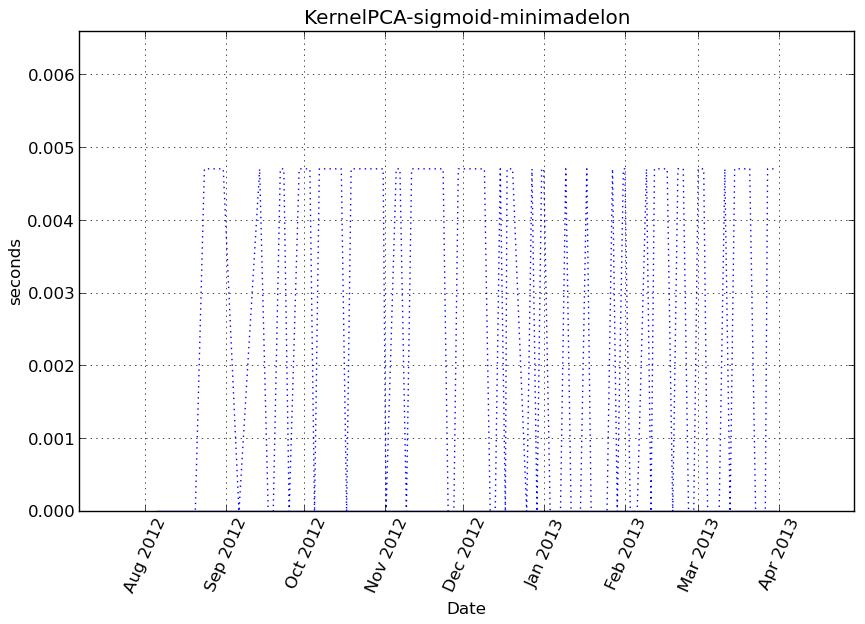 KernelPCA-sigmoid-minimadelon
0.006
0.005
0.004
0.003
0.002
0.001
0.000
seconds
Aug 2012
Sep 2012
Oct 2012
Nov 2012
Dec 2012
Jan 2013
Feb 2013
Mar 2013
Apr 2013
Date